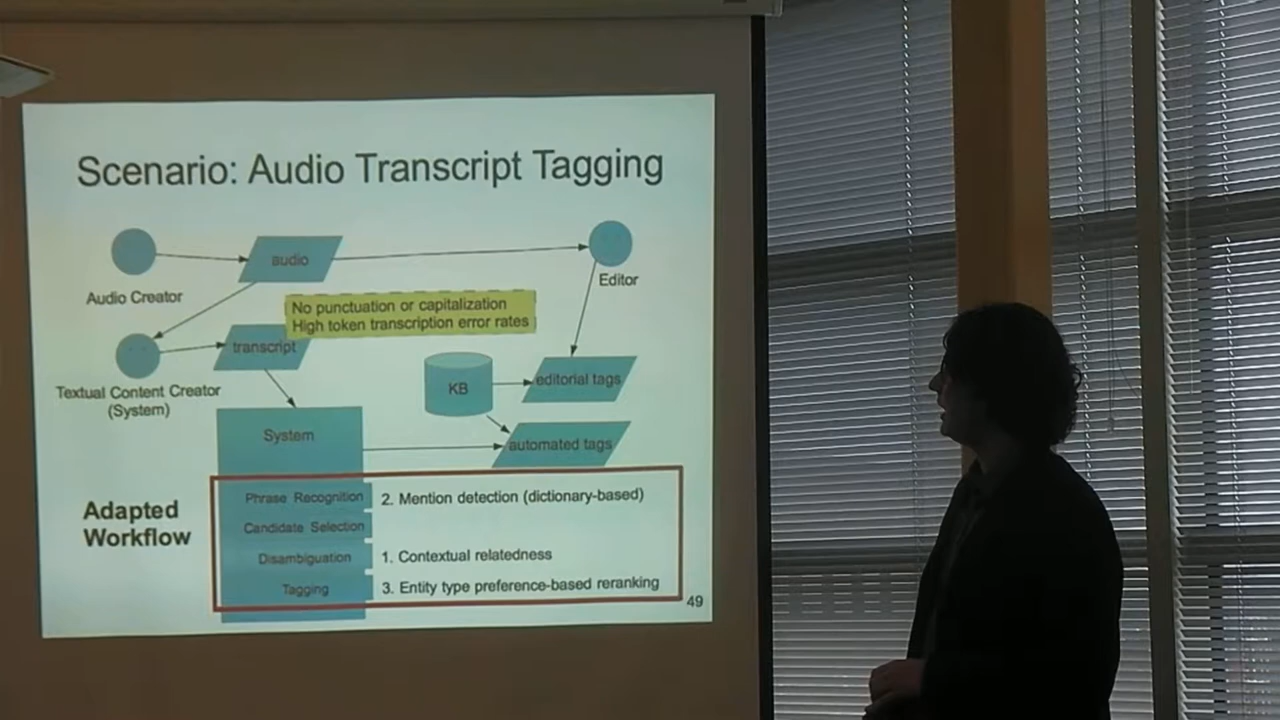 Scenario: Audio Transcript Tagging
audio
Audio Creator
Editor
No punctuation or capitalization
High token transcription error rates
transcript
Textual Content Creator
(System)
KB
editorial tags
System
automated tags
Adapted
Workflow
Phrase Recognition
2. Mention detection (dictionary-based)
Candidate Selection
Disambiguation
1. Contextual relatedness
Tagging
3. Entity type preference-based reranking
49